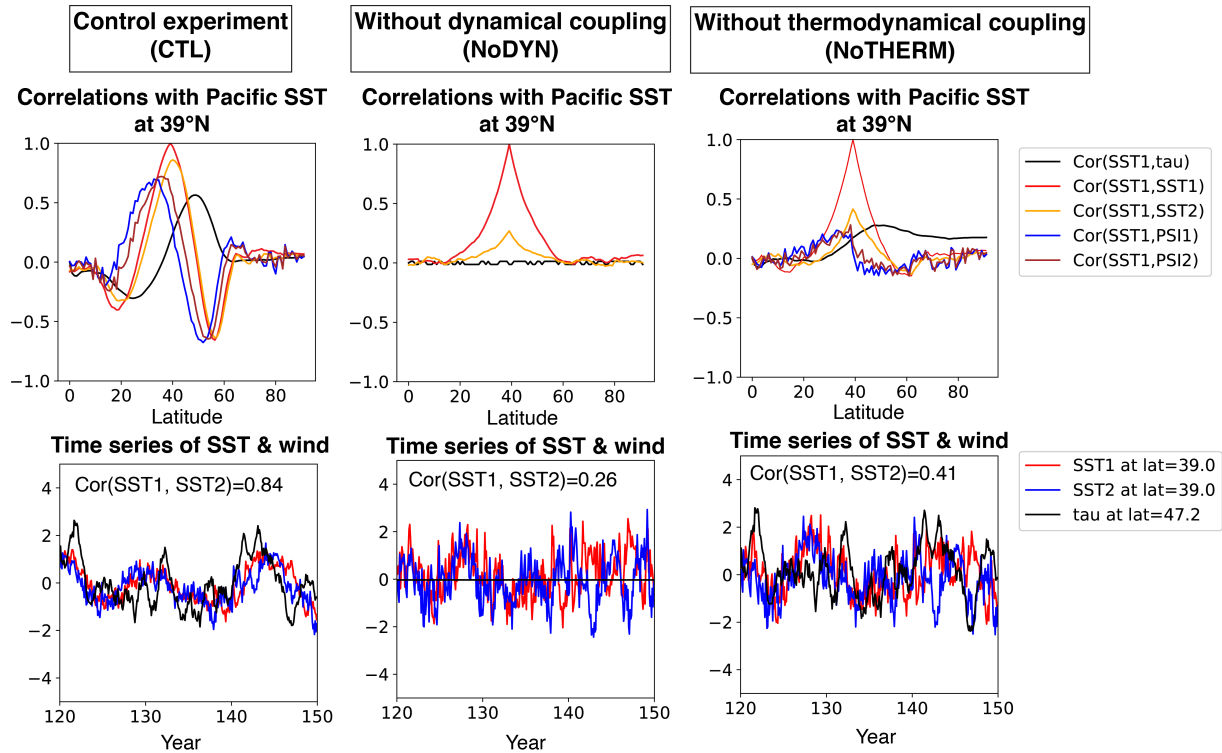 Control experiment
(CTL)
Without dynamical coupling
(NoDYN)
Without thermodynamical coupling
(NoTHERM)
Correlations with Pacific SST
at 39°N
1.0
0.5
0.0
−0.5
−1.0
0 20 40 60 80
Latitude
Correlations with Pacific SST
at 39°N
1.0
0.5
0.0
−0.5
−1.0
0 20 40 60 80
Latitude
Correlations with Pacific SST
at 39°N
1.0
0.5
0.0
−0.5
−1.0
0 20 40 60 80
Latitude
Cor(SST1,tau)
Cor(SST1,SST1)
Cor(SST1,SST2)
Cor(SST1,PSI1)
Cor(SST1,PSI2)
Time series of SST & wind
Cor(SST1, SST2)=0.84
4
2
0
−2
−4
120 130 140 150
Year
Time series of SST & wind
Cor(SST1, SST2)=0.26
4
2
0
−2
−4
120 130 140 150
Year
Time series of SST & wind
Cor(SST1, SST2)=0.41
4
2
0
−2
−4
120 130 140 150
Year
SST1 at lat=39.0
SST2 at lat=39.0
tau at lat=47.2